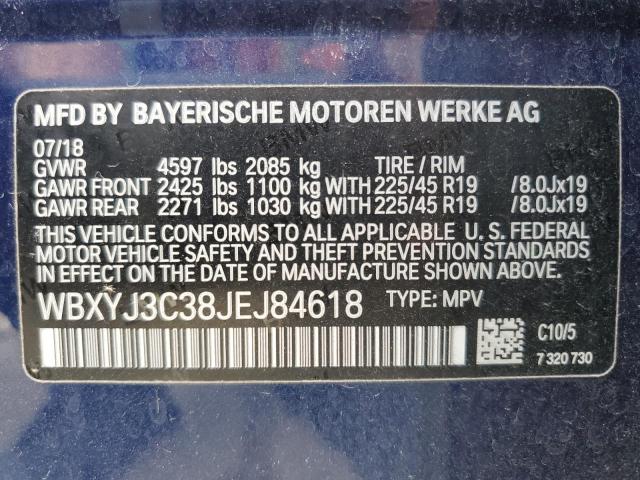 MFD BY BAYERISCHE MOTOREN WERKE AG
07/18
GVWR 4597 lbs 2085 kg TIRE / RIM
GAWR FRONT 2425 lbs 1100 kg WITH 225/45 R19 /8.0Jx19
GAWR REAR 2271 lbs 1030 kg WITH 225/45 R19 /8.0Jx19
THIS VEHICLE CONFORMS TO ALL APPLICABLE U. S. FEDERAL
MOTOR VEHICLE SAFETY AND THEFT PREVENTION STANDARDS
IN EFFECT ON THE DATE OF MANUFACTURE SHOWN ABOVE.
WBXYJ3C38JEJ84618 TYPE: MPV
C10/5
7 320 730